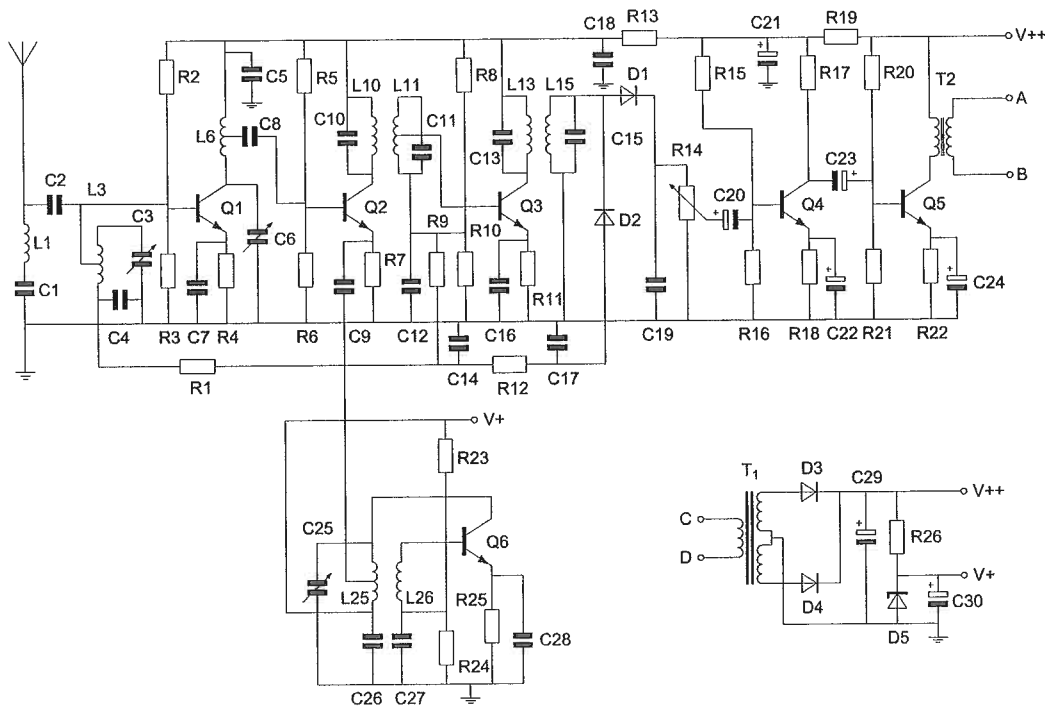 C18 R13 C21 R19 V++
R2 C5 R5 L10 L11 R8 L13 L15 D1 R15 R17 R20 T2
C8 A
L6 C10 C11 C13 C15 R14 C23
+ + + + B
C2 L3 C20
C3 Q1 Q2 Q3 Q4 Q5
L1 C6 R9 D2
R7 R10
C1 R11 C24
C4 R3 C7 R4 R6 C9 C12 C16 C19 R16 R18 C22 R21 R22
+ +
R1 C14 R12 C17
V+
R23 T1 D3 C29 V++
C25 C
Q6 + R26
D V+
L25 L26 R25 D4 + C30
D5
R24 C28
C26 C27